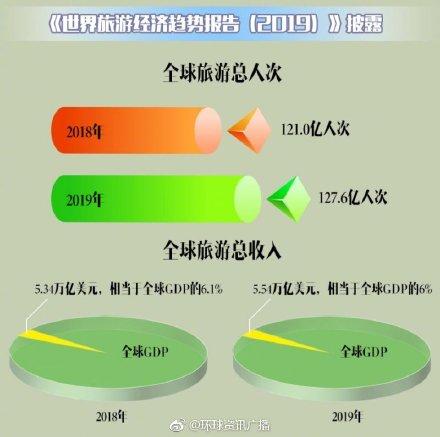 《世界旅游经济趋势报告（2019）》披露
全球旅游总人次
2018年
121.0亿人次
2019年
127.6亿人次
全球旅游总收入
5.34万亿美元，相当于全球GDP的6.1%
5.54万亿美元，相当于全球GDP的6%
全球GDP
全球GDP
2018年
2019年
@环球资讯广播